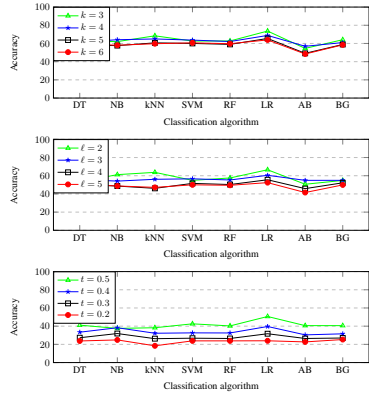 100
80
60
40
20
0
Accuracy
k = 3
k = 4
k = 5
k = 6
DT NB kNN SVM RF LR AB BG
Classification algorithm
100
80
60
40
20
0
Accuracy
ℓ = 2
ℓ = 3
ℓ = 4
ℓ = 5
DT NB kNN SVM RF LR AB BG
Classification algorithm
100
80
60
40
20
0
Accuracy
t = 0.5
t = 0.4
t = 0.3
t = 0.2
DT NB kNN SVM RF LR AB BG
Classification algorithm